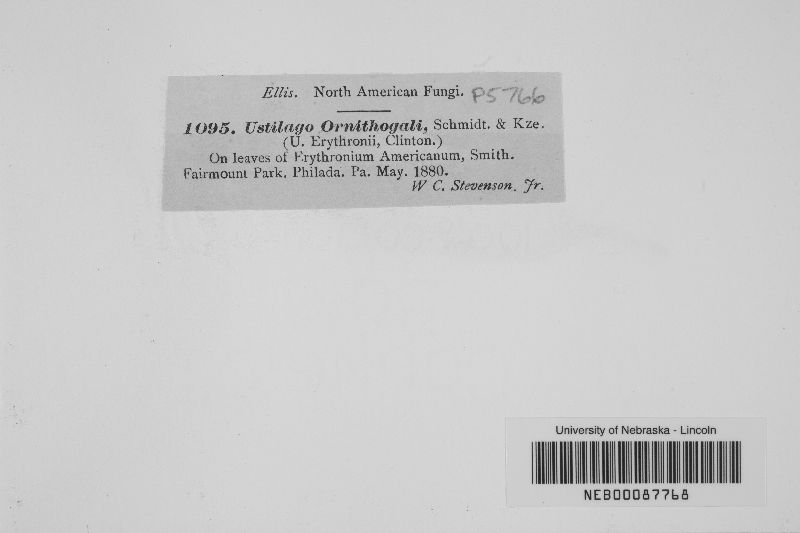 Ellis. North American Fungi. P5766
1095. Ustilago Ornithogali, Schmidt. & Kze.
(U. Erythronii, Clinton.)
On leaves of Erythronium Americanum, Smith.
Fairmount Park, Philada. Pa. May. 1880.
W C. Stevenson, Jr.
University of Nebraska - Lincoln
NEB00087768